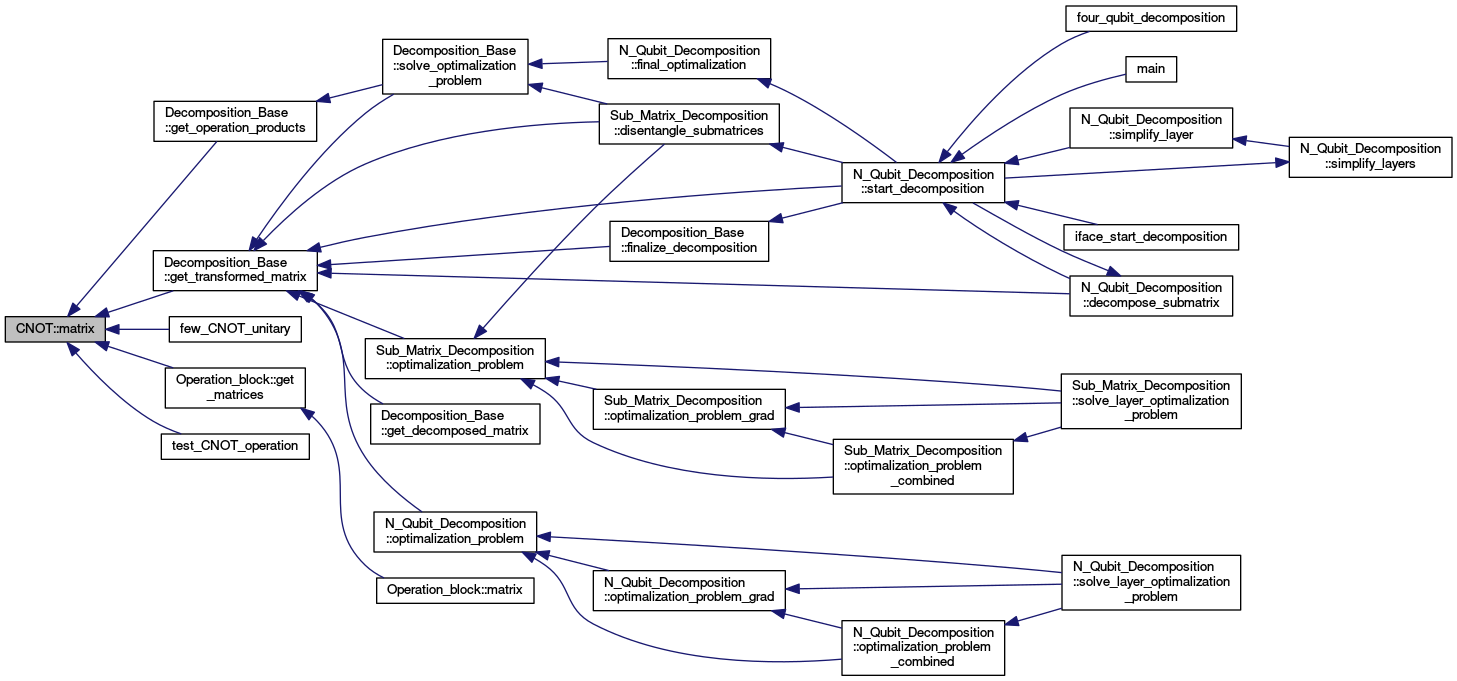 CNOT::matrix
Decomposition_Base
::get_operation_products
Decomposition_Base
::get_transformed_matrix
few_CNOT_unitary
Operation_block::get
_matrices
test_CNOT_operation
Decomposition_Base
::solve_optimalization
_problem
Sub_Matrix_Decomposition
::optimalization_problem
Decomposition_Base
::get_decomposed_matrix
N_Qubit_Decomposition
::optimalization_problem
Operation_block::matrix
N_Qubit_Decomposition
::final_optimalization
Sub_Matrix_Decomposition
::disentangle_submatrices
Decomposition_Base
::finalize_decomposition
Sub_Matrix_Decomposition
::optimalization_problem_grad
N_Qubit_Decomposition
::optimalization_problem_grad
N_Qubit_Decomposition
::start_decomposition
Sub_Matrix_Decomposition
::optimalization_problem
_combined
N_Qubit_Decomposition
::optimalization_problem
_combined
four_qubit_decomposition
main
N_Qubit_Decomposition
::simplify_layer
iface_start_decomposition
N_Qubit_Decomposition
::decompose_submatrix
Sub_Matrix_Decomposition
::solve_layer_optimalization
_problem
N_Qubit_Decomposition
::solve_layer_optimalization
_problem
N_Qubit_Decomposition
::simplify_layers